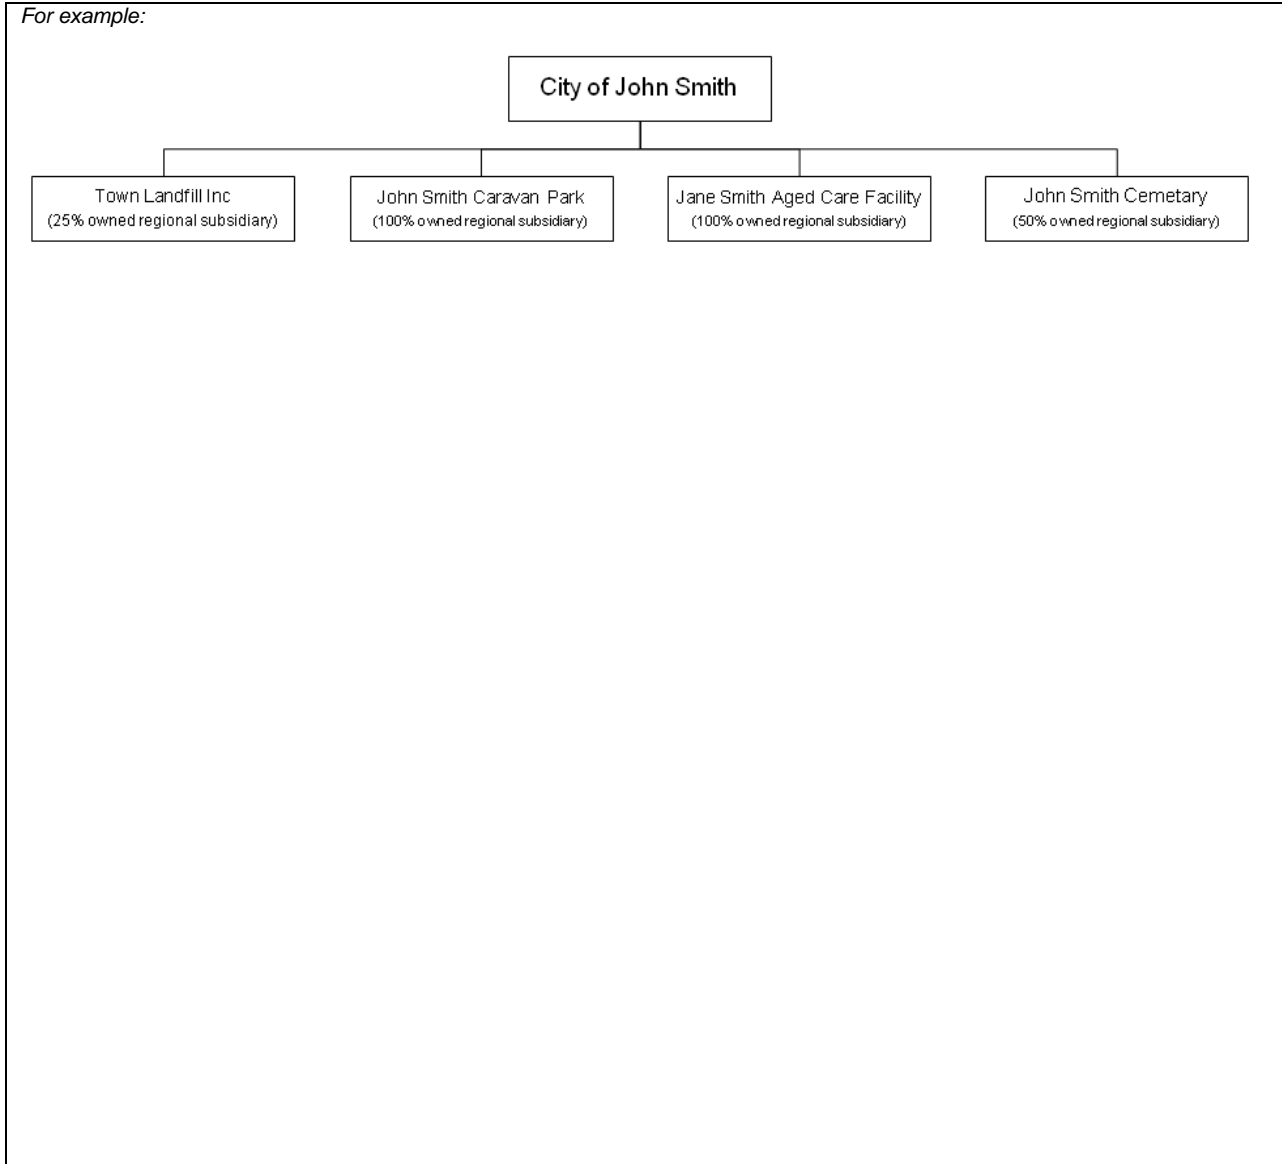 For example:
City of John Smith
Town Landfill Inc
(25% owned regional subsidiary)
John Smith Caravan Park
(100% owned regional subsidiary)
Jane Smith Aged Care Facility
(100% owned regional subsidiary)
John Smith Cemetary
(50% owned regional subsidiary)